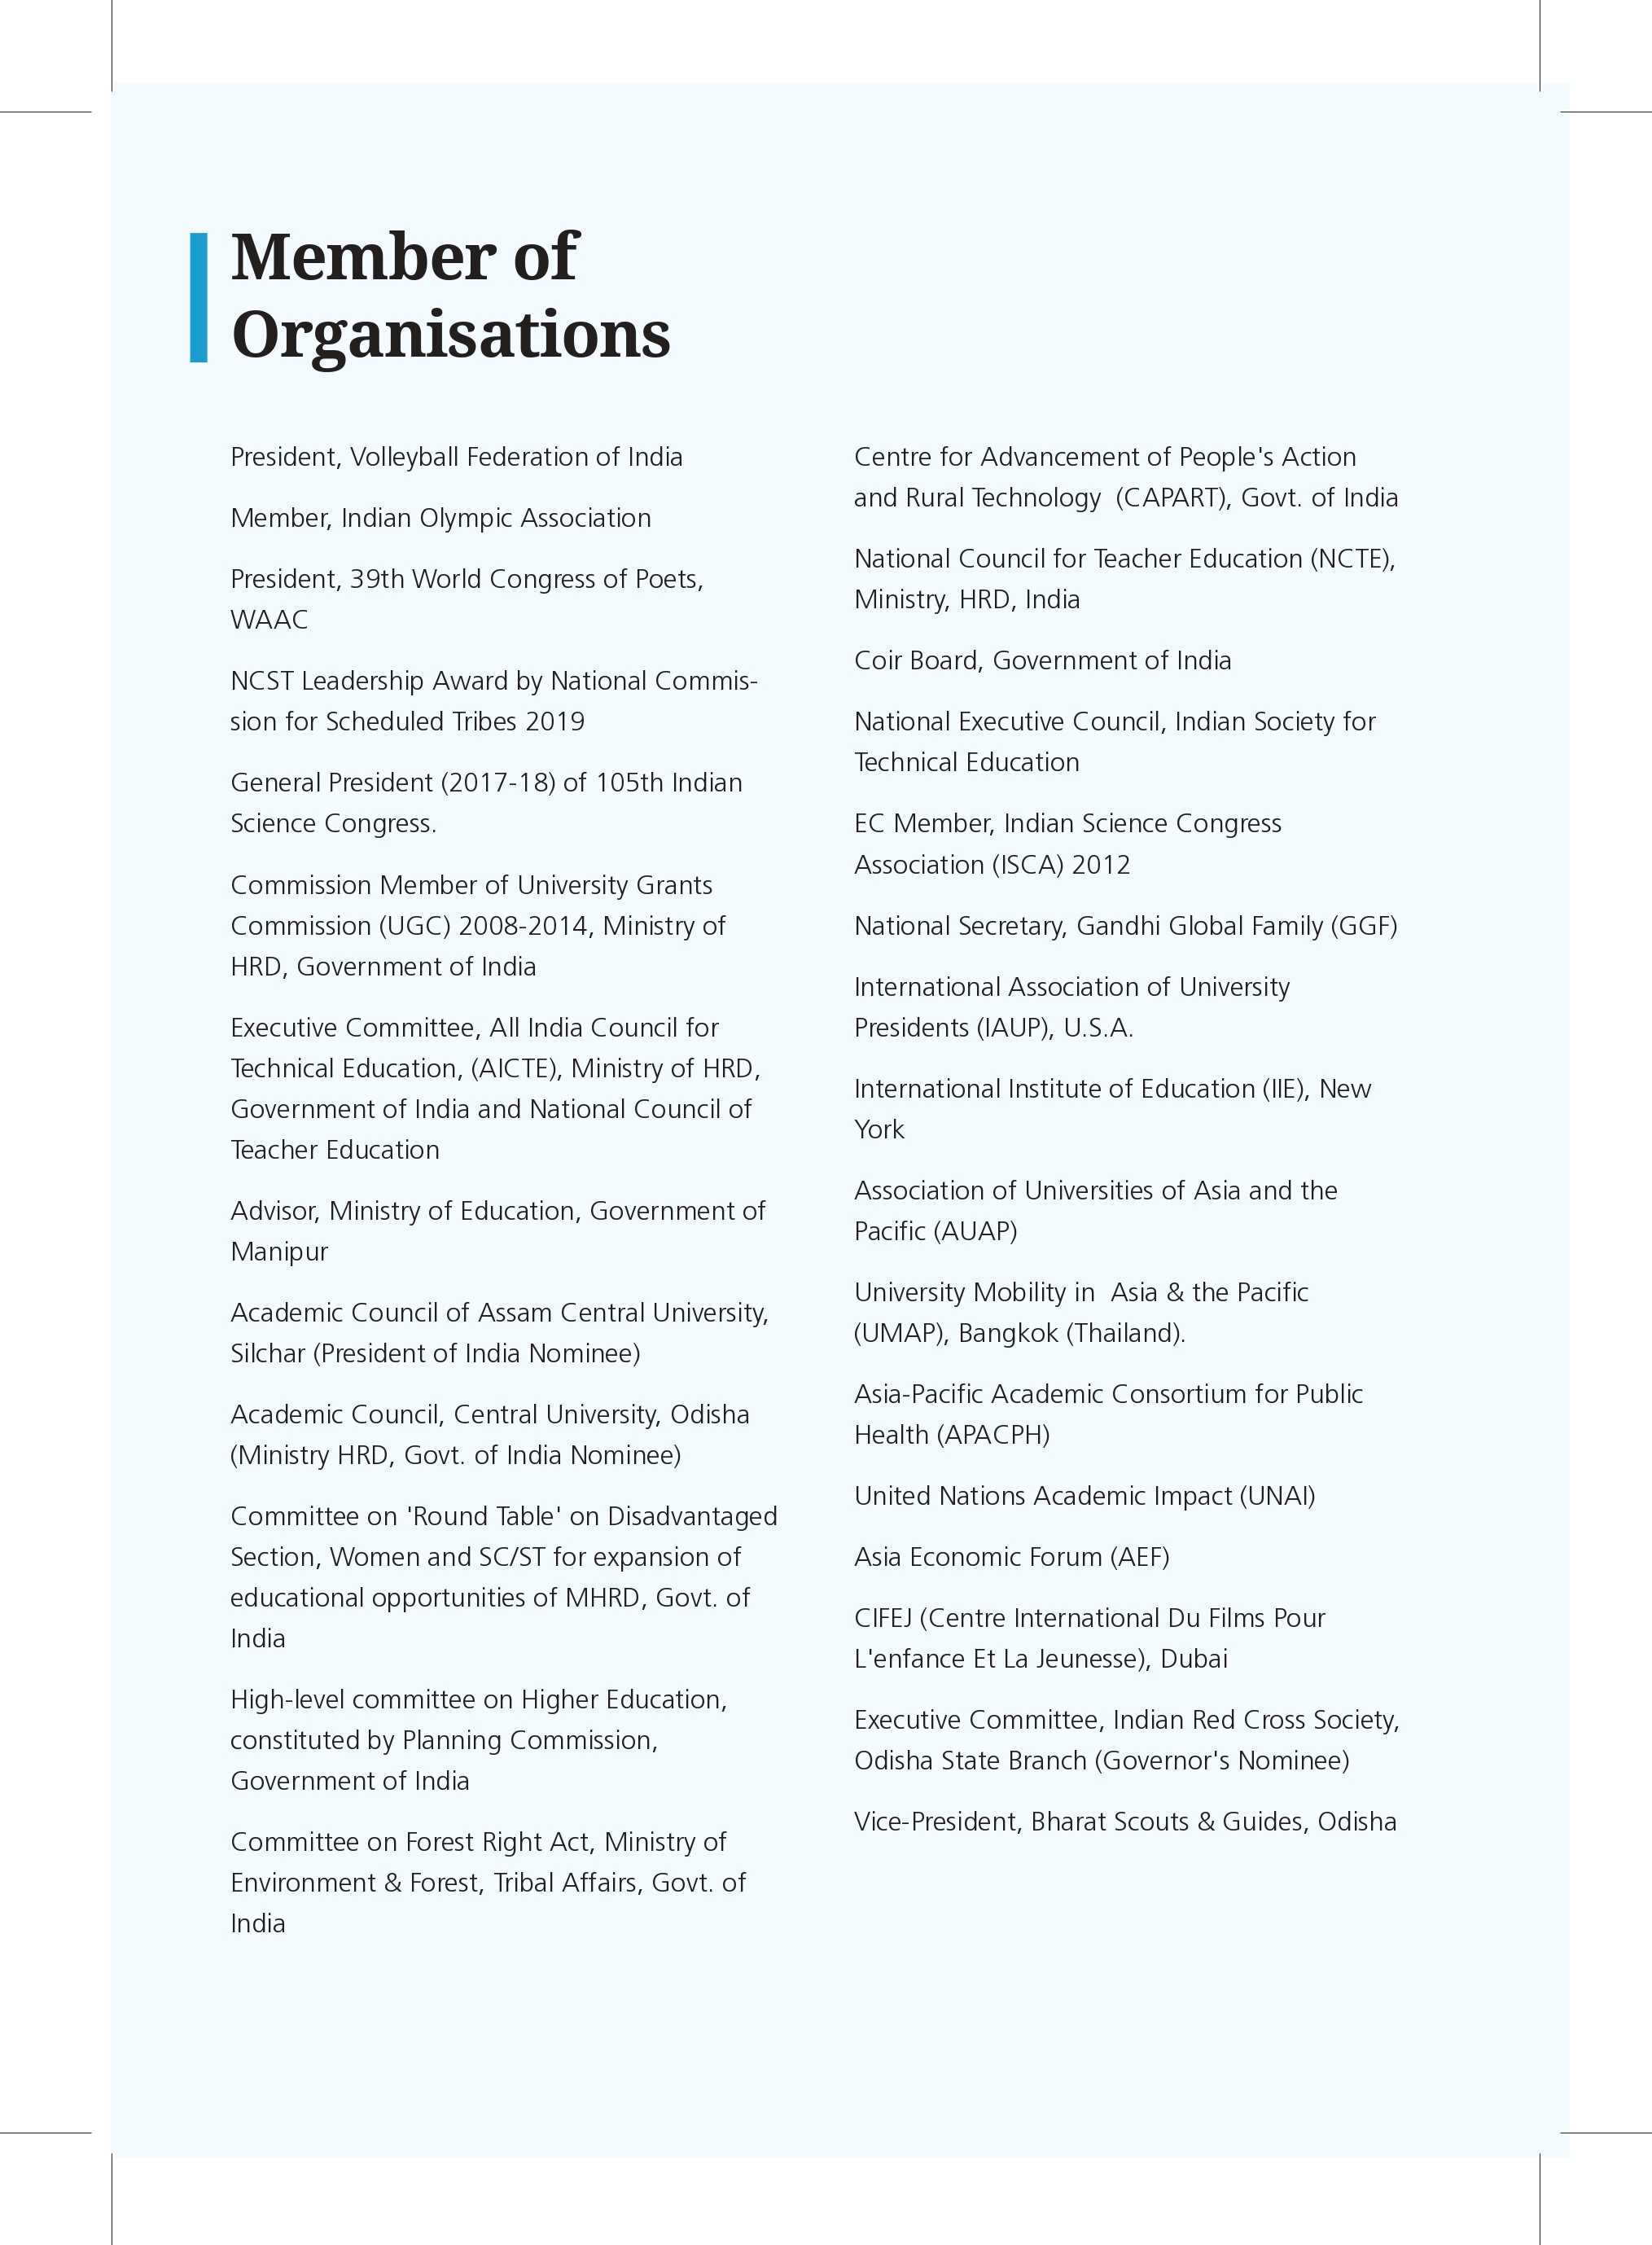 Member of
Organisations
President, Volleyball Federation of India
Member, Indian Olympic Association
President, 39th World Congress of Poets,
WAAC
NCST Leadership Award by National Commis-
sion for Scheduled Tribes 2019
General President (2017-18) of 105th Indian
Science Congress.
Commission Member of University Grants
Commission (UGC) 2008-2014, Ministry of
HRD, Government of India
Executive Committee, All India Council for
Technical Education, (AICTE), Ministry of HRD,
Government of India and National Council of
Teacher Education
Advisor, Ministry of Education, Government of
Manipur
Academic Council of Assam Central University,
Silchar (President of India Nominee)
Academic Council, Central University, Odisha
(Ministry HRD, Govt. of India Nominee)
Committee on 'Round Table' on Disadvantaged
Section, Women and SC/ST for expansion of
educational opportunities of MHRD, Govt. of
India
High-level committee on Higher Education,
constituted by Planning Commission,
Government of India
Committee on Forest Right Act, Ministry of
Environment & Forest, Tribal Affairs, Govt. of
India
Centre for Advancement of People's Action
and Rural Technology  (CAPART), Govt. of India
National Council for Teacher Education (NCTE),
Ministry, HRD, India
Coir Board, Government of India
National Executive Council, Indian Society for
Technical Education
EC Member, Indian Science Congress
Association (ISCA) 2012
National Secretary, Gandhi Global Family (GGF)
International Association of University
Presidents (IAUP), U.S.A.
International Institute of Education (IIE), New
York
Association of Universities of Asia and the
Pacific (AUAP)
University Mobility in  Asia & the Pacific
(UMAP), Bangkok (Thailand).
Asia-Pacific Academic Consortium for Public
Health (APACPH)
United Nations Academic Impact (UNAI)
Asia Economic Forum (AEF)
CIFEJ (Centre International Du Films Pour
L'enfance Et La Jeunesse), Dubai
Executive Committee, Indian Red Cross Society,
Odisha State Branch (Governor's Nominee)
Vice-President, Bharat Scouts & Guides, Odisha